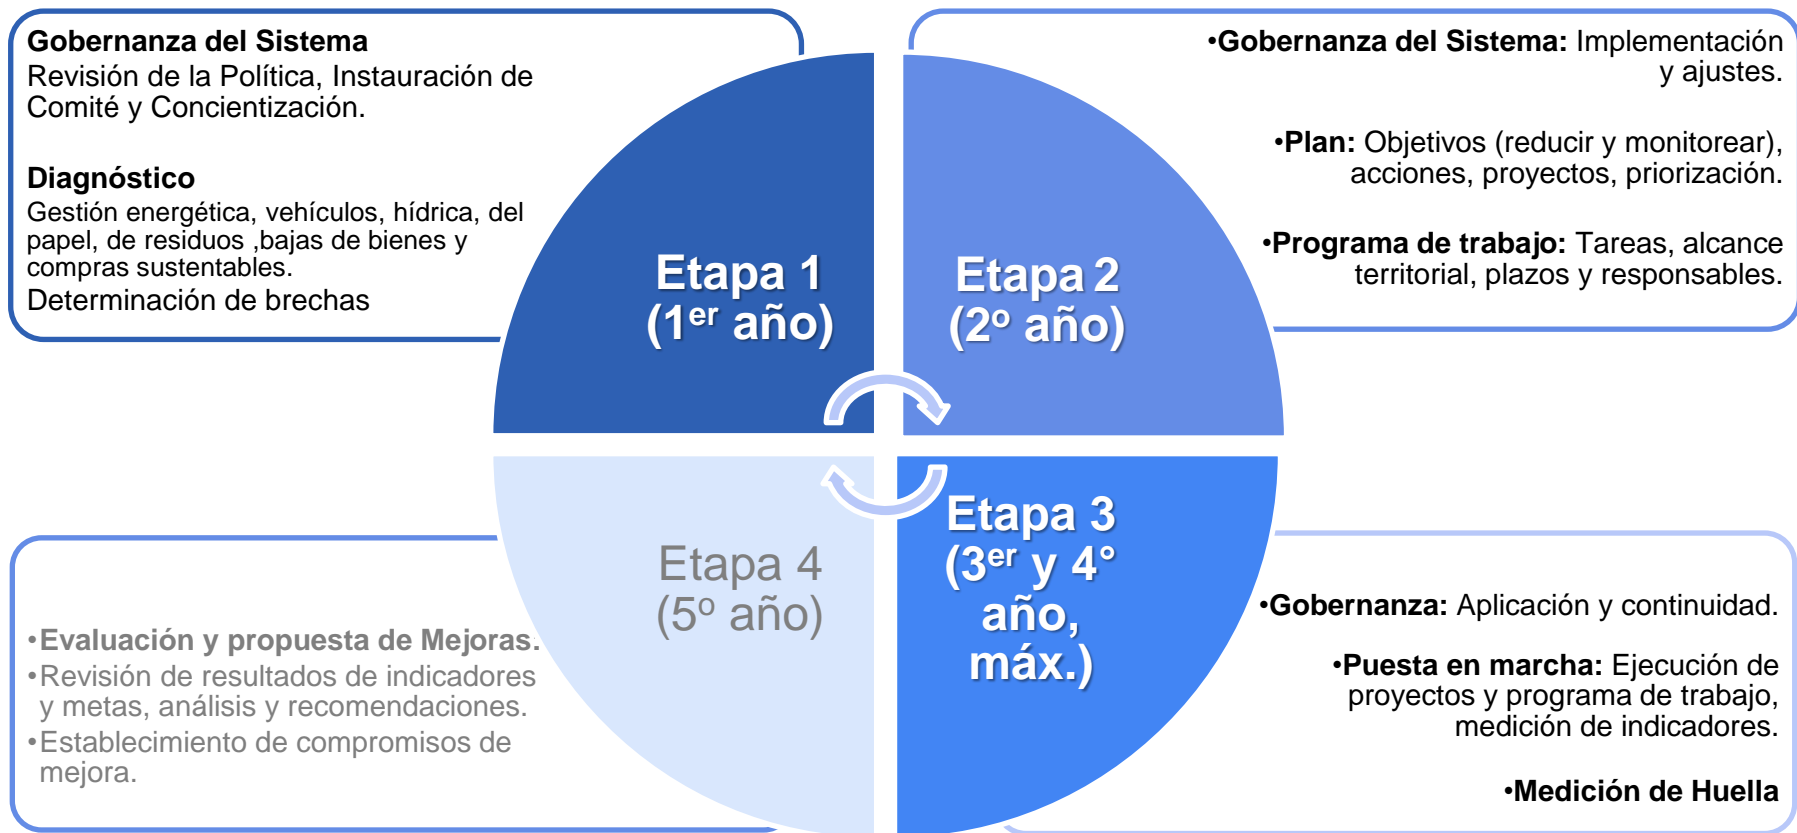 Gobernanza del Sistema
Revisión de la Política, Instauración de
Comité y Concientización.
Diagnóstico
Gestión energética, vehículos, hídrica, del
papel, de residuos ,bajas de bienes y
compras sustentables.
Determinación de brechas
Etapa 1
(1er año)
•Gobernanza del Sistema: Implementación
y ajustes.
•Plan: Objetivos (reducir y monitorear),
acciones, proyectos, priorización.
•Programa de trabajo: Tareas, alcance
territorial, plazos y responsables.
Etapa 2
(2º año)
Etapa 3
(3er y 4°
año,
máx.)
•Gobernanza: Aplicación y continuidad.
•Puesta en marcha: Ejecución de
proyectos y programa de trabajo,
medición de indicadores.
•Medición de Huella
Etapa 4
(5º año)
•Evaluación y propuesta de Mejoras:
•Revisión de resultados de indicadores
y metas, análisis y recomendaciones.
•Establecimiento de compromisos de
mejora.